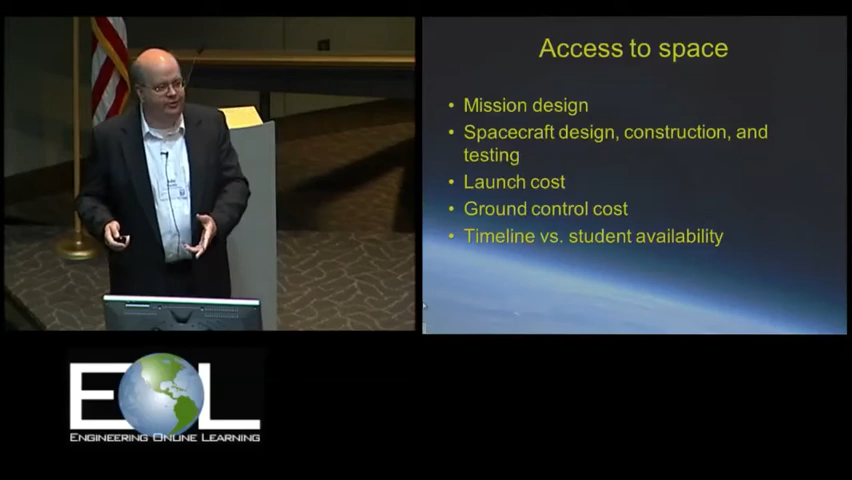 Access to space
• Mission design
• Spacecraft design, construction, and
testing
• Launch cost
• Ground control cost
• Timeline vs. student availability
EOL
ENGINEERING ONLINE LEARNING